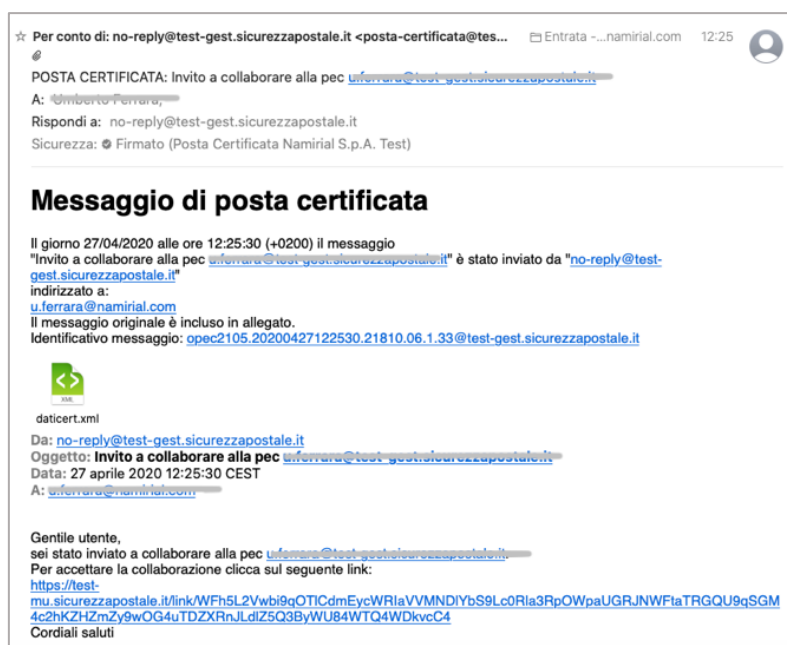 Per conto di: no-reply@test-gest.sicurezzapostale.it <posta-certificata@tes... Entrata -...namirial.com 12:25
POSTA CERTIFICATA: Invito a collaborare alla pec
A:
Rispondi a: no-reply@test-gest.sicurezzapostale.it
Sicurezza: Firmato (Posta Certificata Namirial S.p.A. Test)
Messaggio di posta certificata
Il giorno 27/04/2020 alle ore 12:25:30 (+0200) il messaggio
"Invito a collaborare alla pec " è stato inviato da "no-reply@test-
gest.sicurezzapostale.it"
indirizzato a:
u.ferrara@namirial.com
Il messaggio originale è incluso in allegato.
Identificativo messaggio: opec2105.20200427122530.21810.06.1.33@test-gest.sicurezzapostale.it
XML
daticert.xml
Da: no-reply@test-gest.sicurezzapostale.it
Oggetto: Invito a collaborare alla pec
Data: 27 aprile 2020 12:25:30 CEST
A:
Gentile utente,
sei stato inviato a collaborare alla pec
Per accettare la collaborazione clicca sul seguente link:
https://test-
mu.sicurezzapostale.it/link/WFh5L2Vwbi9qOTlCdmEycWRIaVVMNDlYbS9Lc0Rla3RpOWpaUGRJNWFtaTRGQU9qSGM
4c2hKZHZmZy9wOG4uTDZXRnJLdlZ5Q3ByWU84WTQ4WDkvcC4
Cordiali saluti